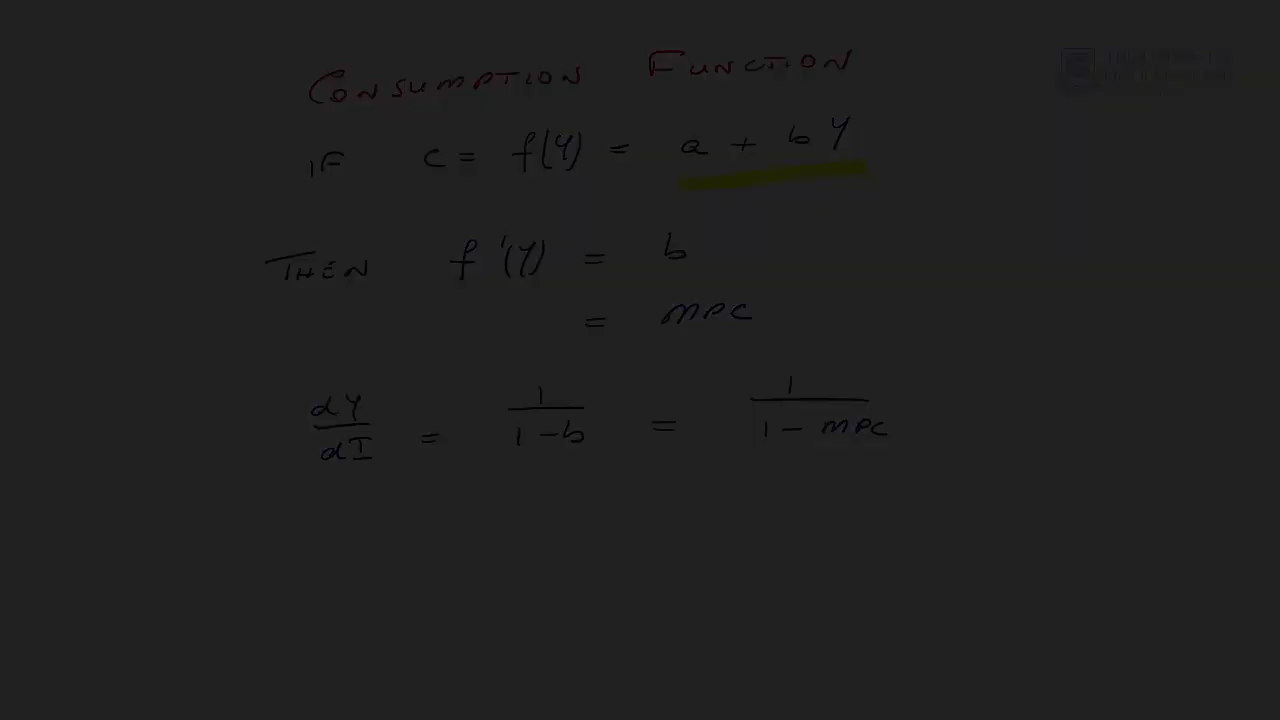 CONSUMPTION FUNCTION
IF C = f(Y) = a + bY
THEN f'(Y) = b
= MPC
dY/dI = 1/(1-b) = 1/(1-MPC)